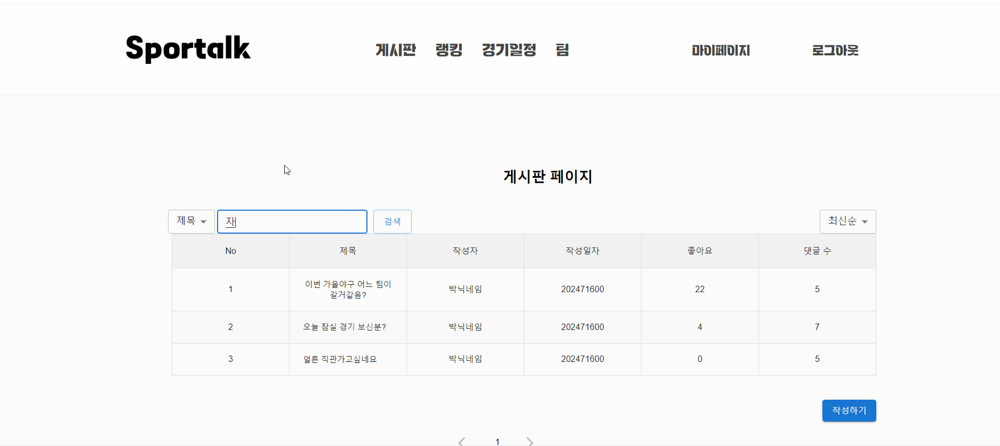 Sportalk
게시판 랭킹 경기일정 팀
마이페이지 로그아웃
게시판 페이지
제목 자 검색 최신순
No 제목 작성자 작성일자 좋아요 댓글 수
1 이번 가을야구 어느 팀이 갈거같음? 박닉네임 202471600 22 5
2 오늘 잠실 경기 보신분? 박닉네임 202471600 4 7
3 얼른 직관가고싶네요 박닉네임 202471600 0 5
작성하기
1